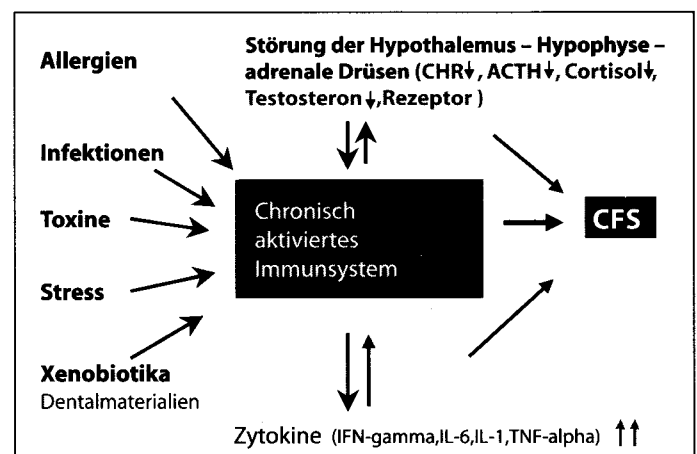 Störung der Hypothalemus – Hypophyse –
adrenale Drüsen (CHR↓, ACTH↓, Cortisol↓,
Testosteron↓,Rezeptor )
Allergien
Infektionen
Toxine
Stress
Xenobiotika
Dentalmaterialien
Chronisch
aktiviertes
Immunsystem
CFS
Zytokine (IFN-gamma,IL-6,IL-1,TNF-alpha) ↑↑